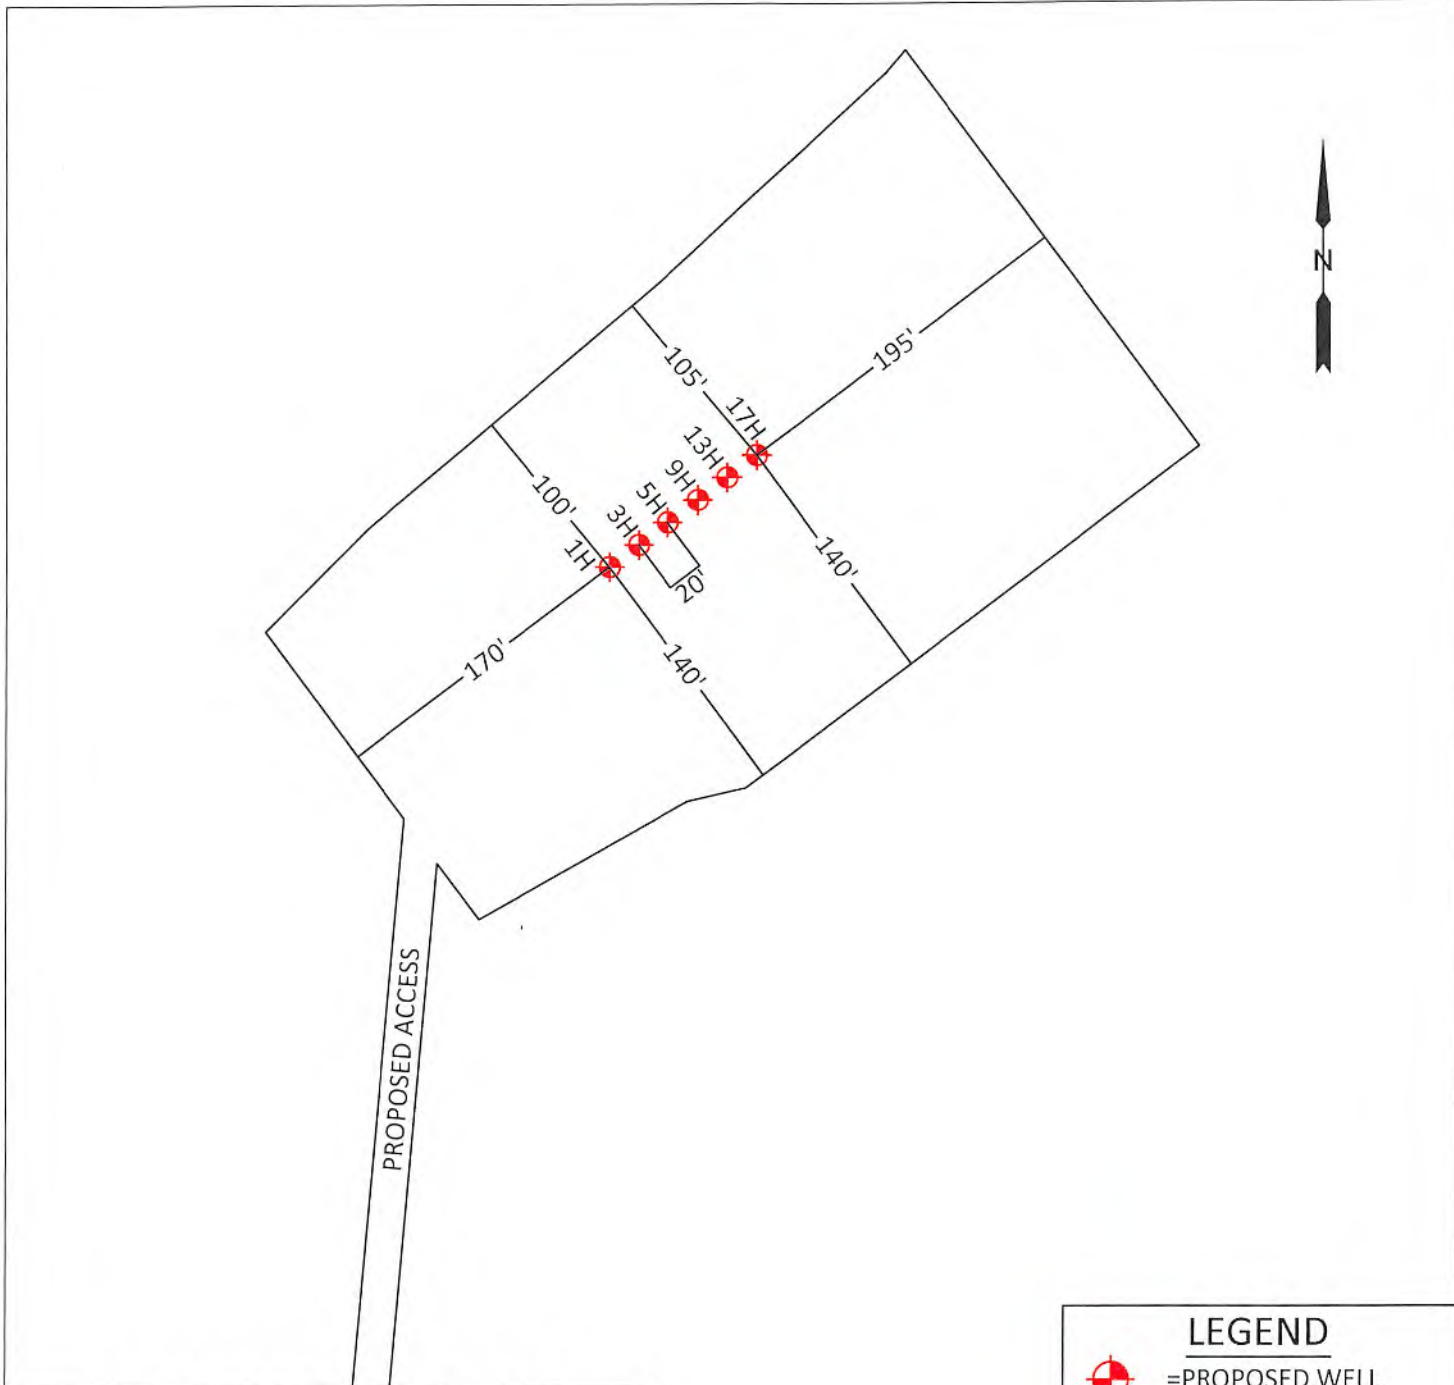 N
105'
195'
17H
13H
9H
5H
3H
1H
100'
140'
20'
170'
140'
PROPOSED ACCESS
LEGEND
=PROPOSED WELL